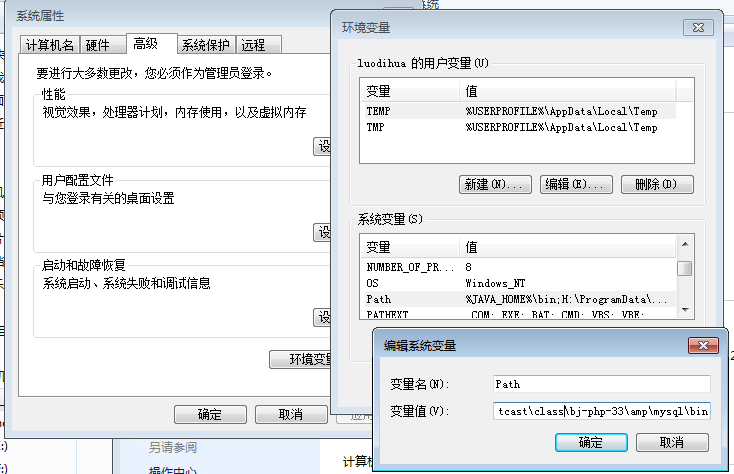 系统属性
计算机名 硬件 高级 系统保护 远程
要进行大多数更改，您必须作为管理员登录。
性能
视觉效果，处理器计划，内存使用，以及虚拟内存
用户配置文件
与您登录有关的桌面设置
启动和故障恢复
系统启动、系统失败和调试信息
环境变量
确定 取消
系统
环境变量
luodihua 的用户变量(U)
变量 值
TEMP %USERPROFILE%\AppData\Local\Temp
TMP %USERPROFILE%\AppData\Local\Temp
新建(N)... 编辑(E)... 删除(D)
系统变量(S)
变量 值
NUMBER_OF_PR... 8
OS Windows_NT
Path %JAVA_HOME%\bin;H:\ProgramData\...
PATHEXT .COM;.EXE;.BAT;.CMD;.VBS;.VBE;
编辑系统变量
变量名(N): Path
变量值(V): tcast\class\bj-php-33\amp\mysql\bin
确定 取消
另请参阅
操作中心
计算机